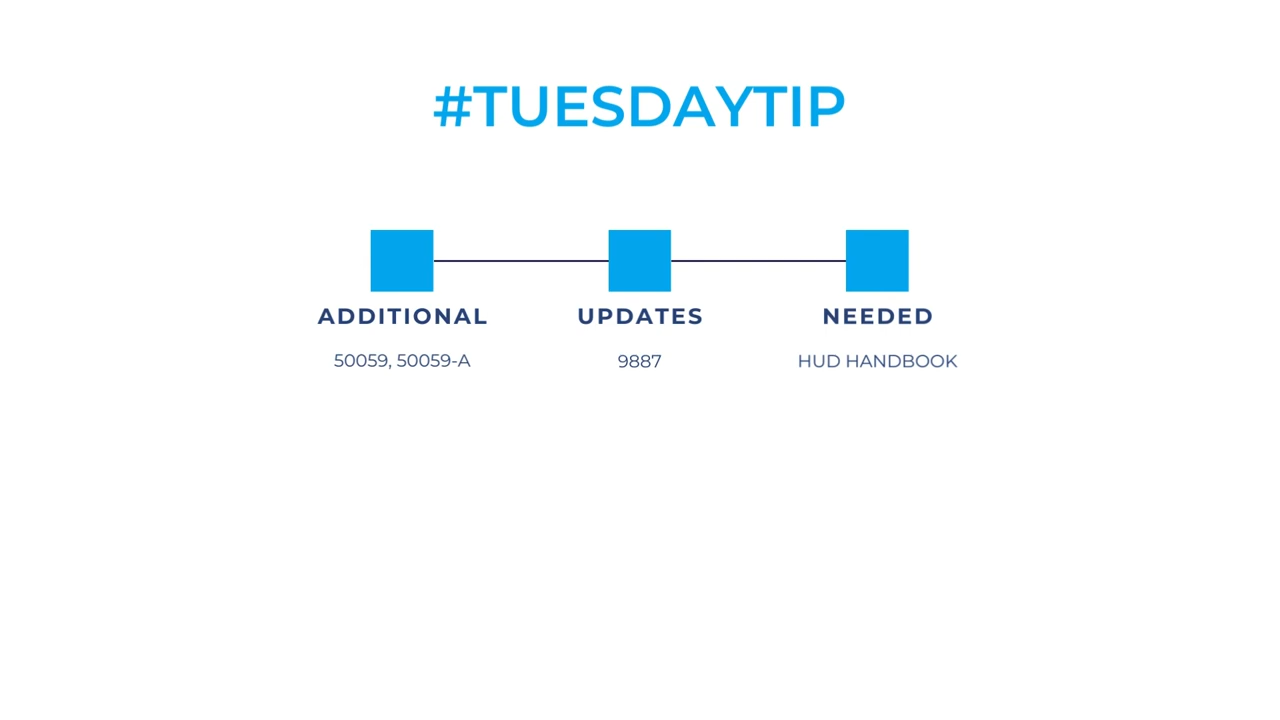 #TUESDAYTIP
ADDITIONAL UPDATES NEEDED
50059, 50059-A 9887 HUD HANDBOOK